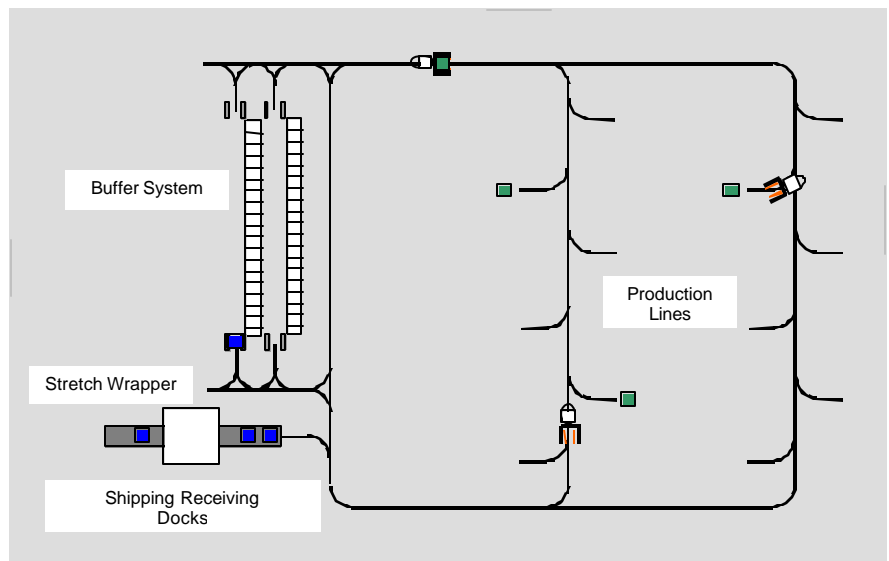 Buffer System
Production
Lines
Stretch Wrapper
Shipping Receiving
Docks